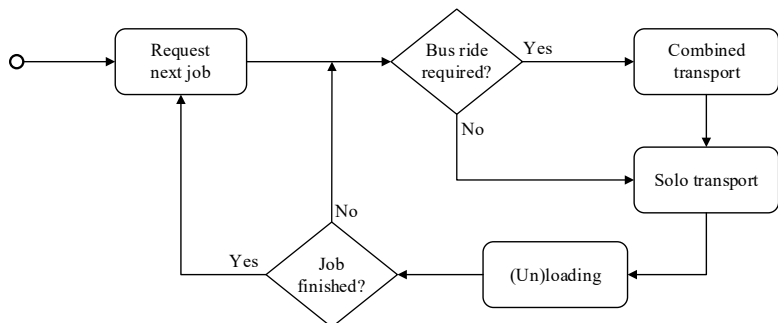 Request
next job
Bus ride
required?
Yes
Combined
transport
No
Solo transport
No
Yes
Job
finished?
(Un)loading